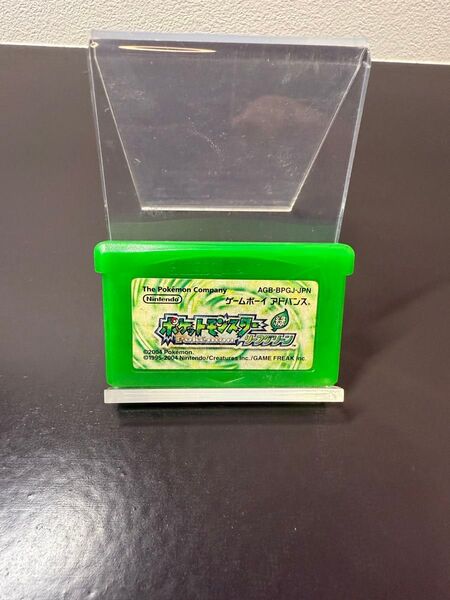 The Pokémon Company
AGB-BPGJ-JPN
Nintendo
ゲームボーイ アドバンス®
ポケットモンスター
緑
リーフグリーン
©2004 Pokémon.
©1995-2004 Nintendo/Creatures Inc./GAME FREAK Inc.